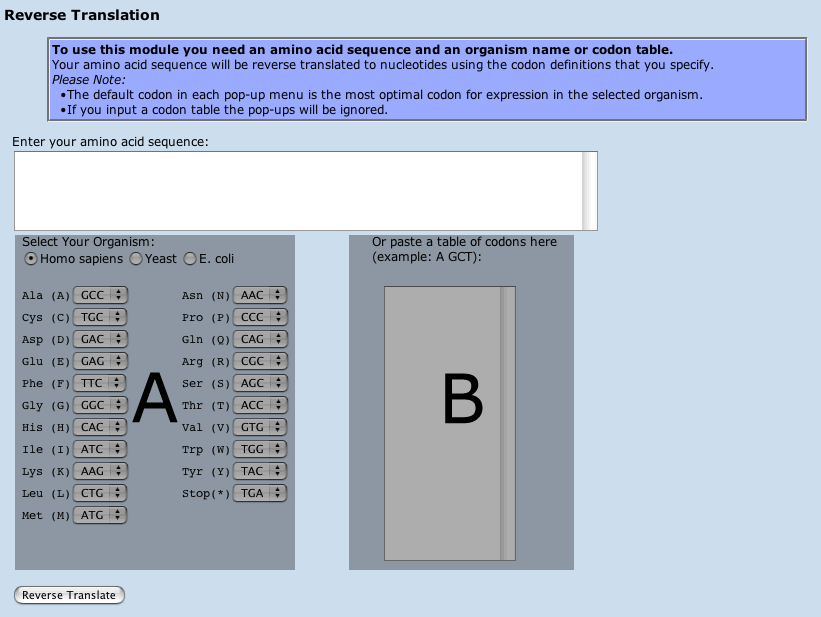 Reverse Translation
To use this module you need an amino acid sequence and an organism name or codon table.
Your amino acid sequence will be reverse translated to nucleotides using the codon definitions that you specify.
Please Note:
•The default codon in each pop-up menu is the most optimal codon for expression in the selected organism.
•If you input a codon table the pop-ups will be ignored.
Enter your amino acid sequence:
Select Your Organism:
Homo sapiens Yeast E. coli
Ala (A) GCC Asn (N) AAC
Cys (C) TGC Pro (P) CCC
Asp (D) GAC Gln (Q) CAG
Glu (E) GAG Arg (R) CGC
Phe (F) TTC Ser (S) AGC
Gly (G) GGC Thr (T) ACC
His (H) CAC Val (V) GTG
Ile (I) ATC Trp (W) TGG
Lys (K) AAG Tyr (Y) TAC
Leu (L) CTG Stop(*) TGA
Met (M) ATG
A
Or paste a table of codons here
(example: A GCT):
B
Reverse Translate